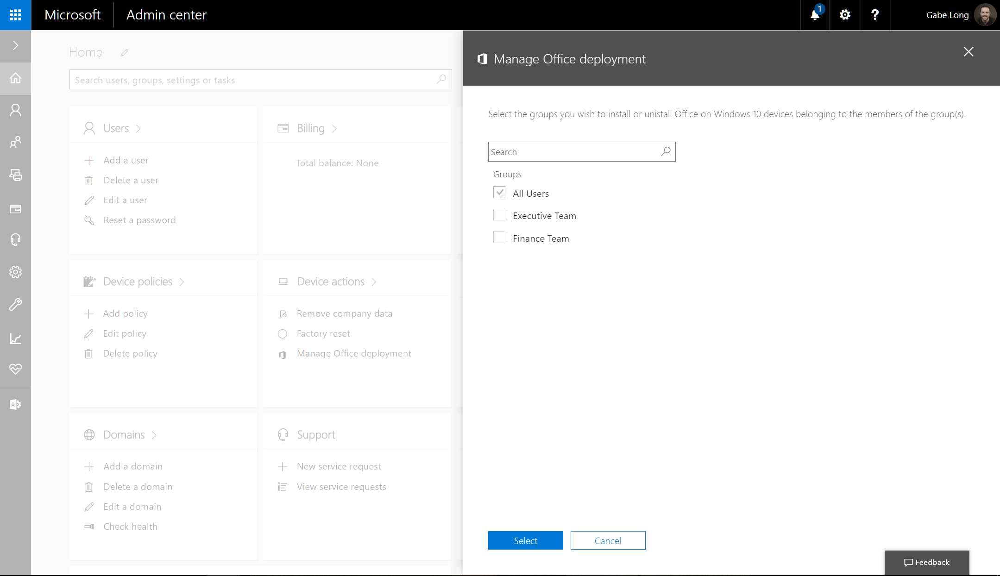 Microsoft
Admin center
1
?
Gabe Long
Home
Search users, groups, settings or tasks
Users
Add a user
Delete a user
Edit a user
Reset a password
Billing
Total balance: None
Device policies
Add policy
Edit policy
Delete policy
Device actions
Remove company data
Factory reset
Manage Office deployment
Domains
Add a domain
Delete a domain
Edit a domain
Check health
Support
New service request
View service requests
A
Manage Office deployment
Select the groups you wish to install or unistall Office on Windows 10 devices belonging to the members of the group(s).
Search
Groups
All Users
Executive Team
Finance Team
Select
Cancel
Feedback